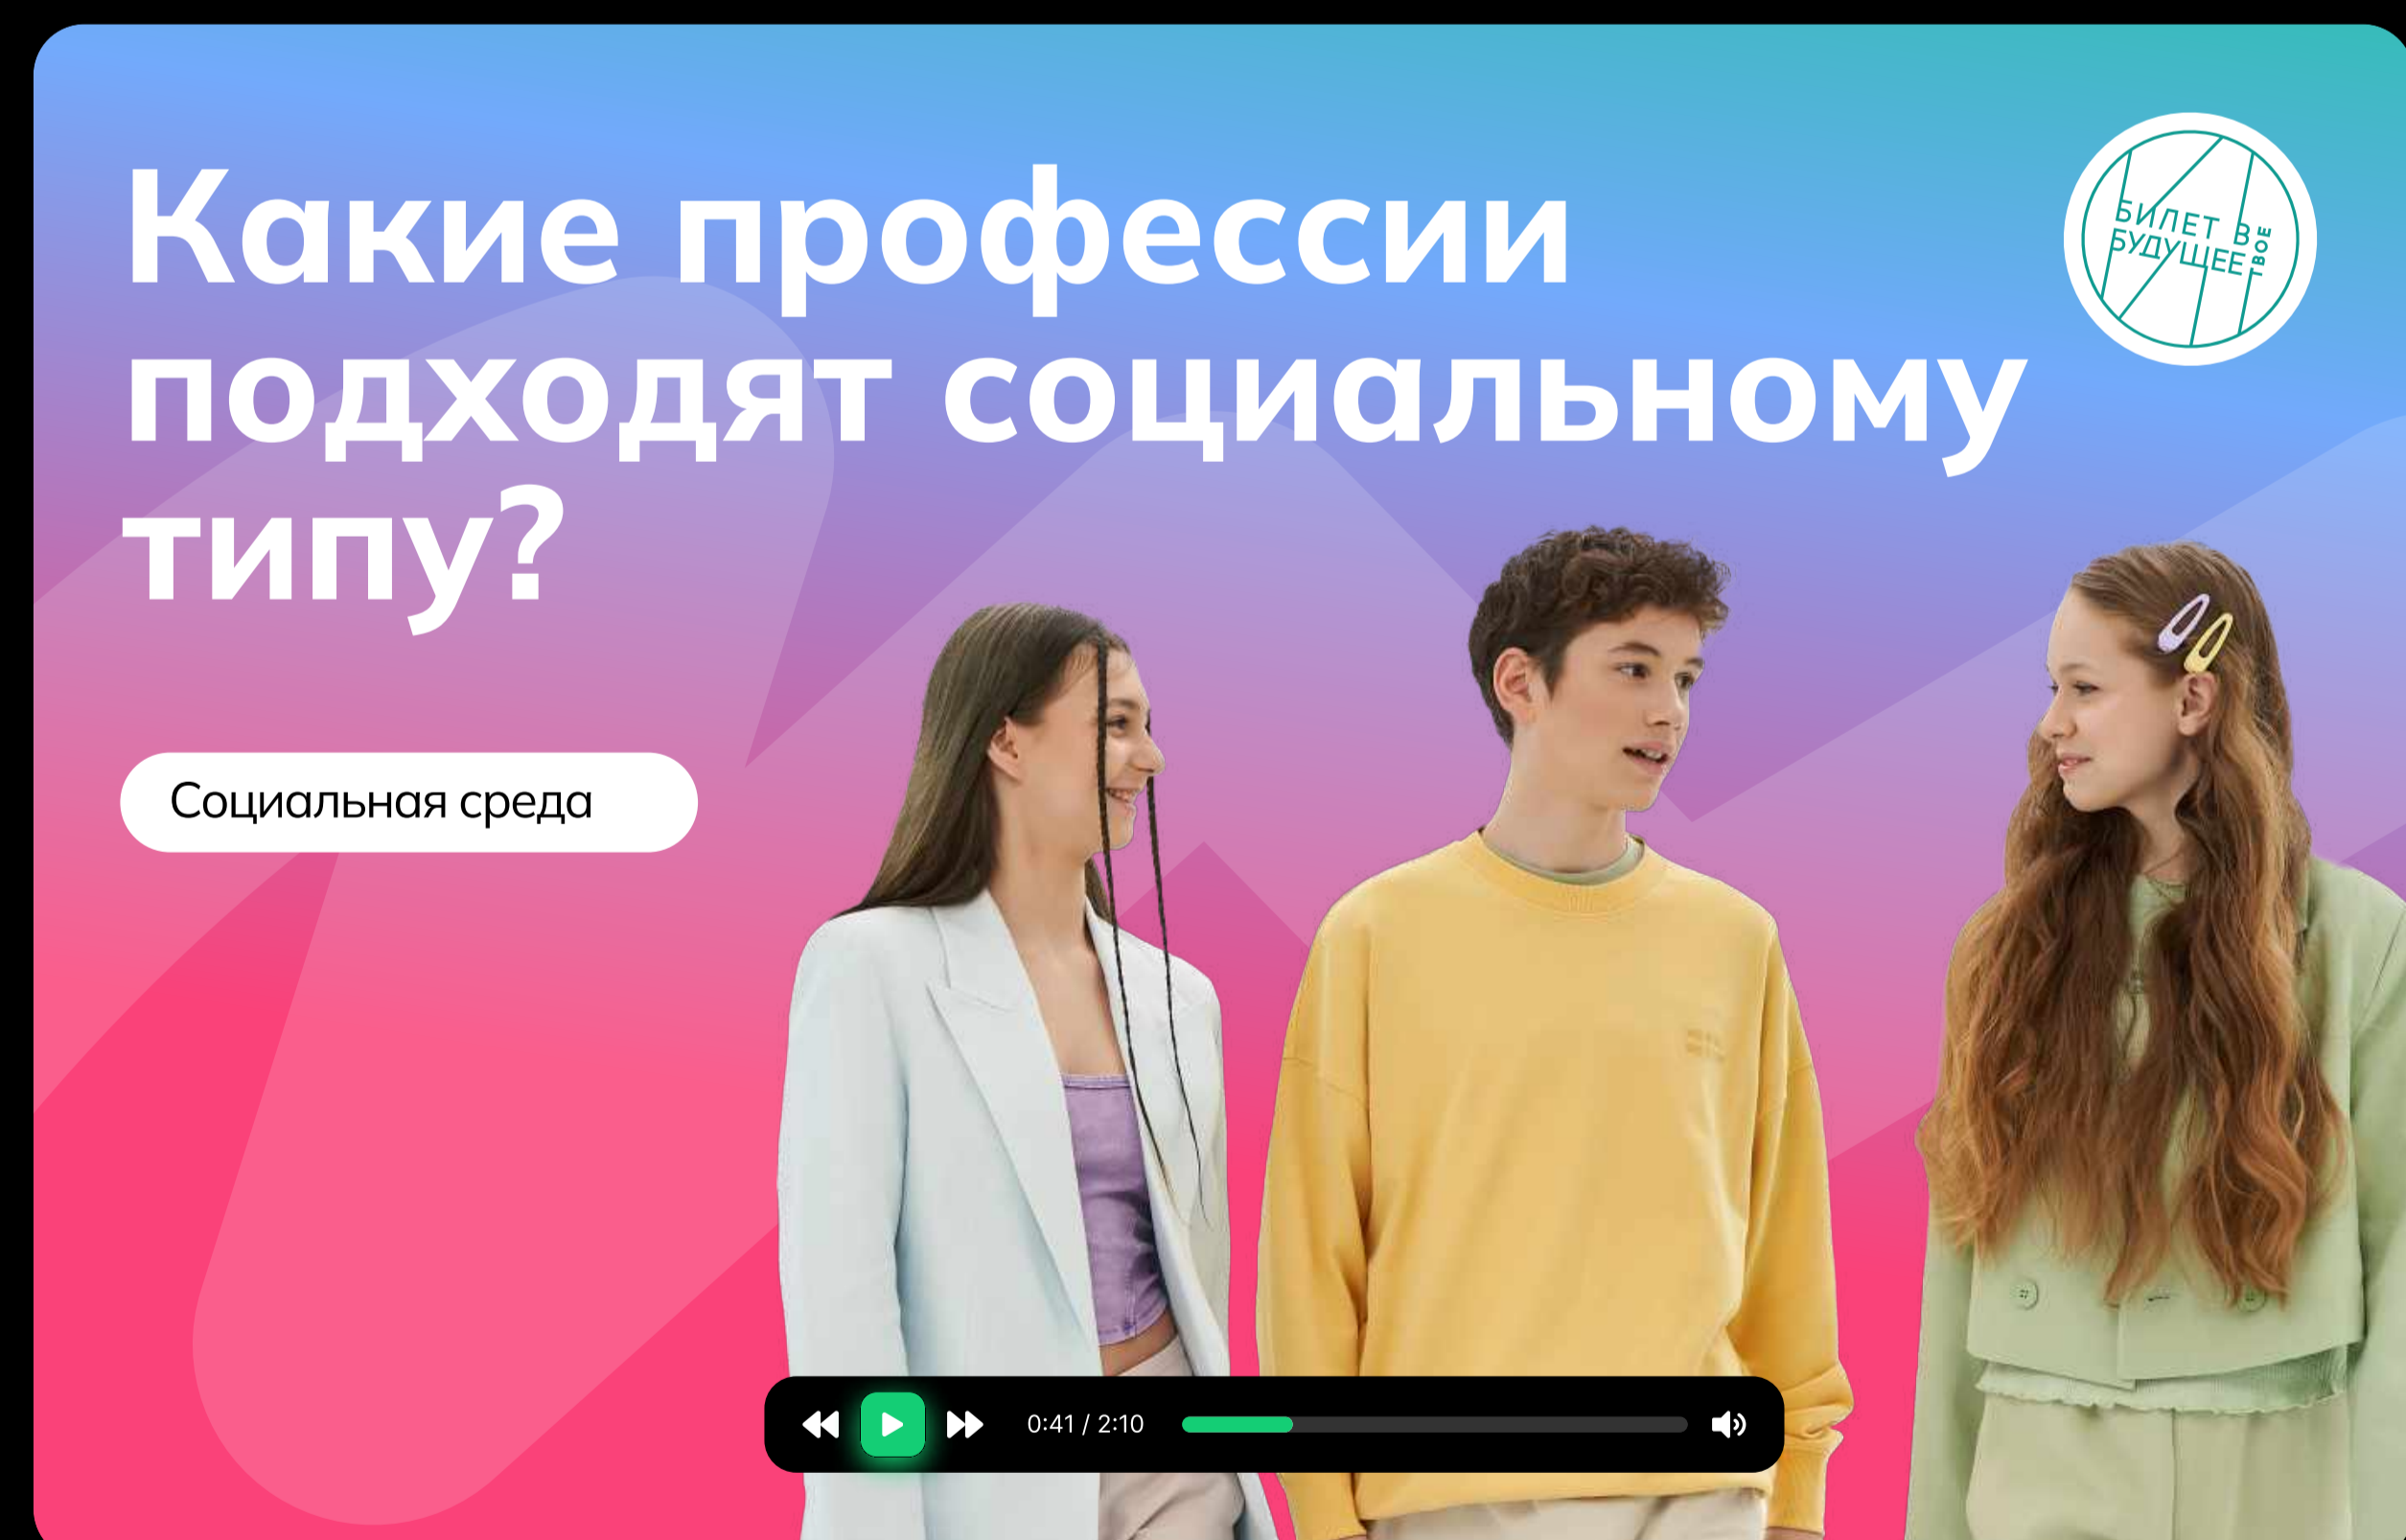 Какие профессии
подходят социальному
типу?
БИЛЕТ В
БУДУЩЕЕ
ТВОЕ
Социальная среда
0:41 / 2:10